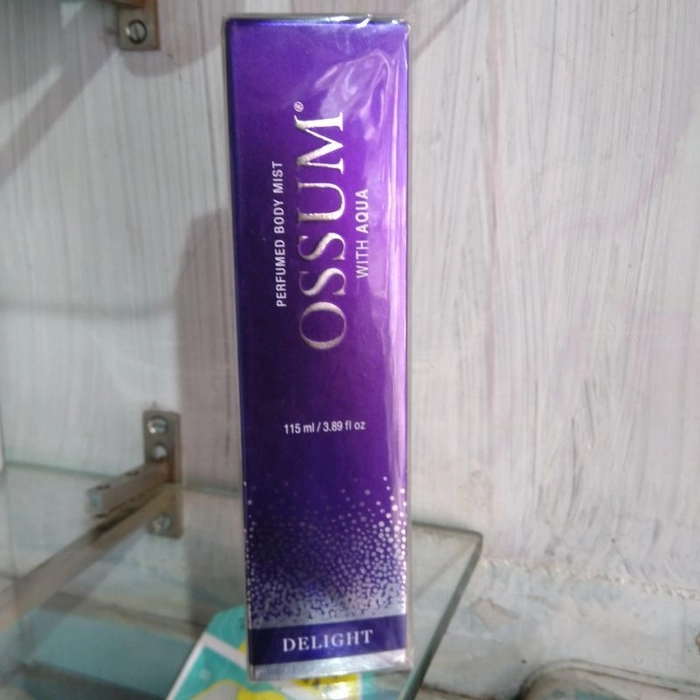 PERFUMED BODY MIST
OSSUM®
WITH AQUA
115 ml / 3.89 fl oz
DELIGHT